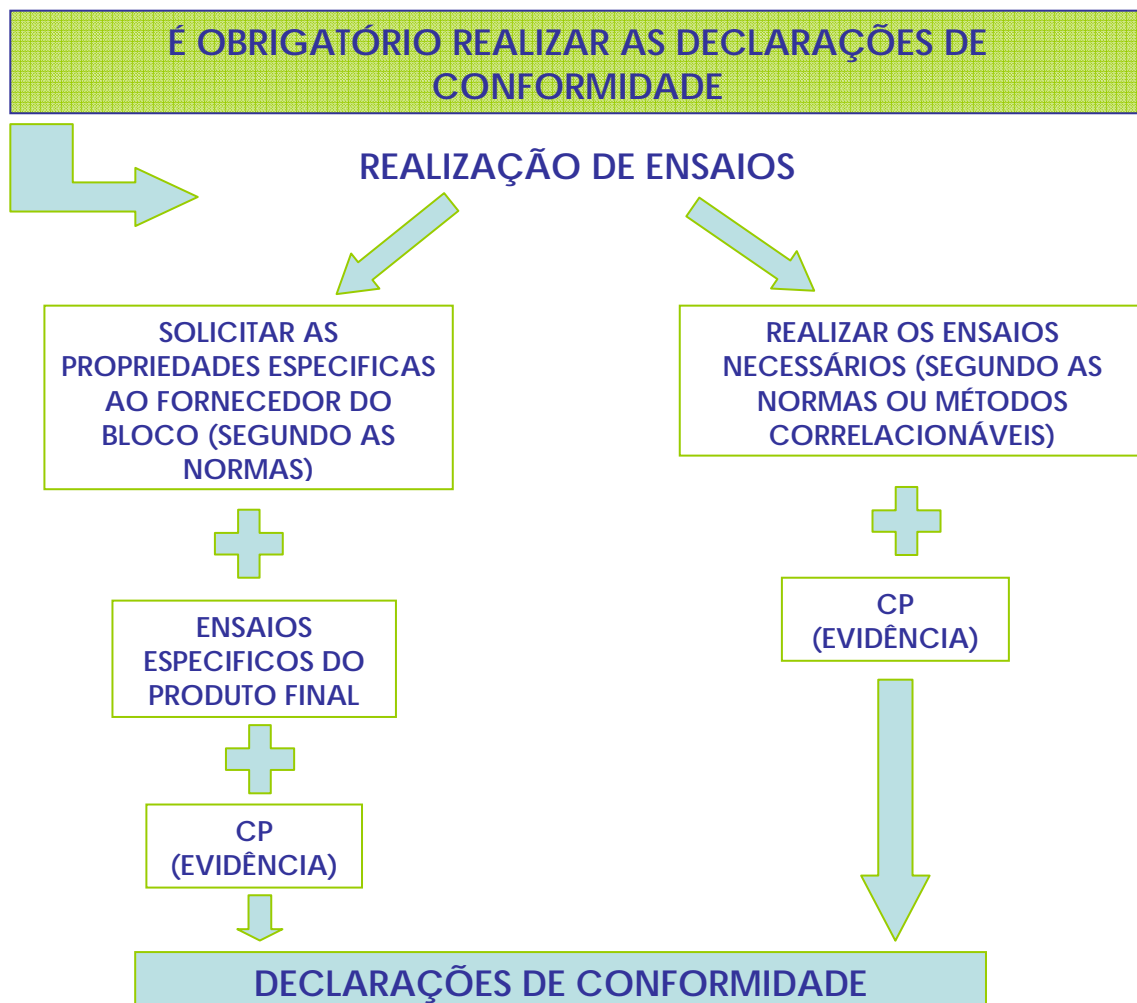 É OBRIGATÓRIO REALIZAR AS DECLARAÇÕES DE
CONFORMIDADE
REALIZAÇÃO DE ENSAIOS
SOLICITAR AS
PROPRIEDADES ESPECIFICAS
AO FORNECEDOR DO
BLOCO (SEGUNDO AS
NORMAS)
ENSAIOS
ESPECIFICOS DO
PRODUTO FINAL
CP
(EVIDÊNCIA)
REALIZAR OS ENSAIOS
NECESSÁRIOS (SEGUNDO AS
NORMAS OU MÉTODOS
CORRELACIONÁVEIS)
CP
(EVIDÊNCIA)
DECLARAÇÕES DE CONFORMIDADE